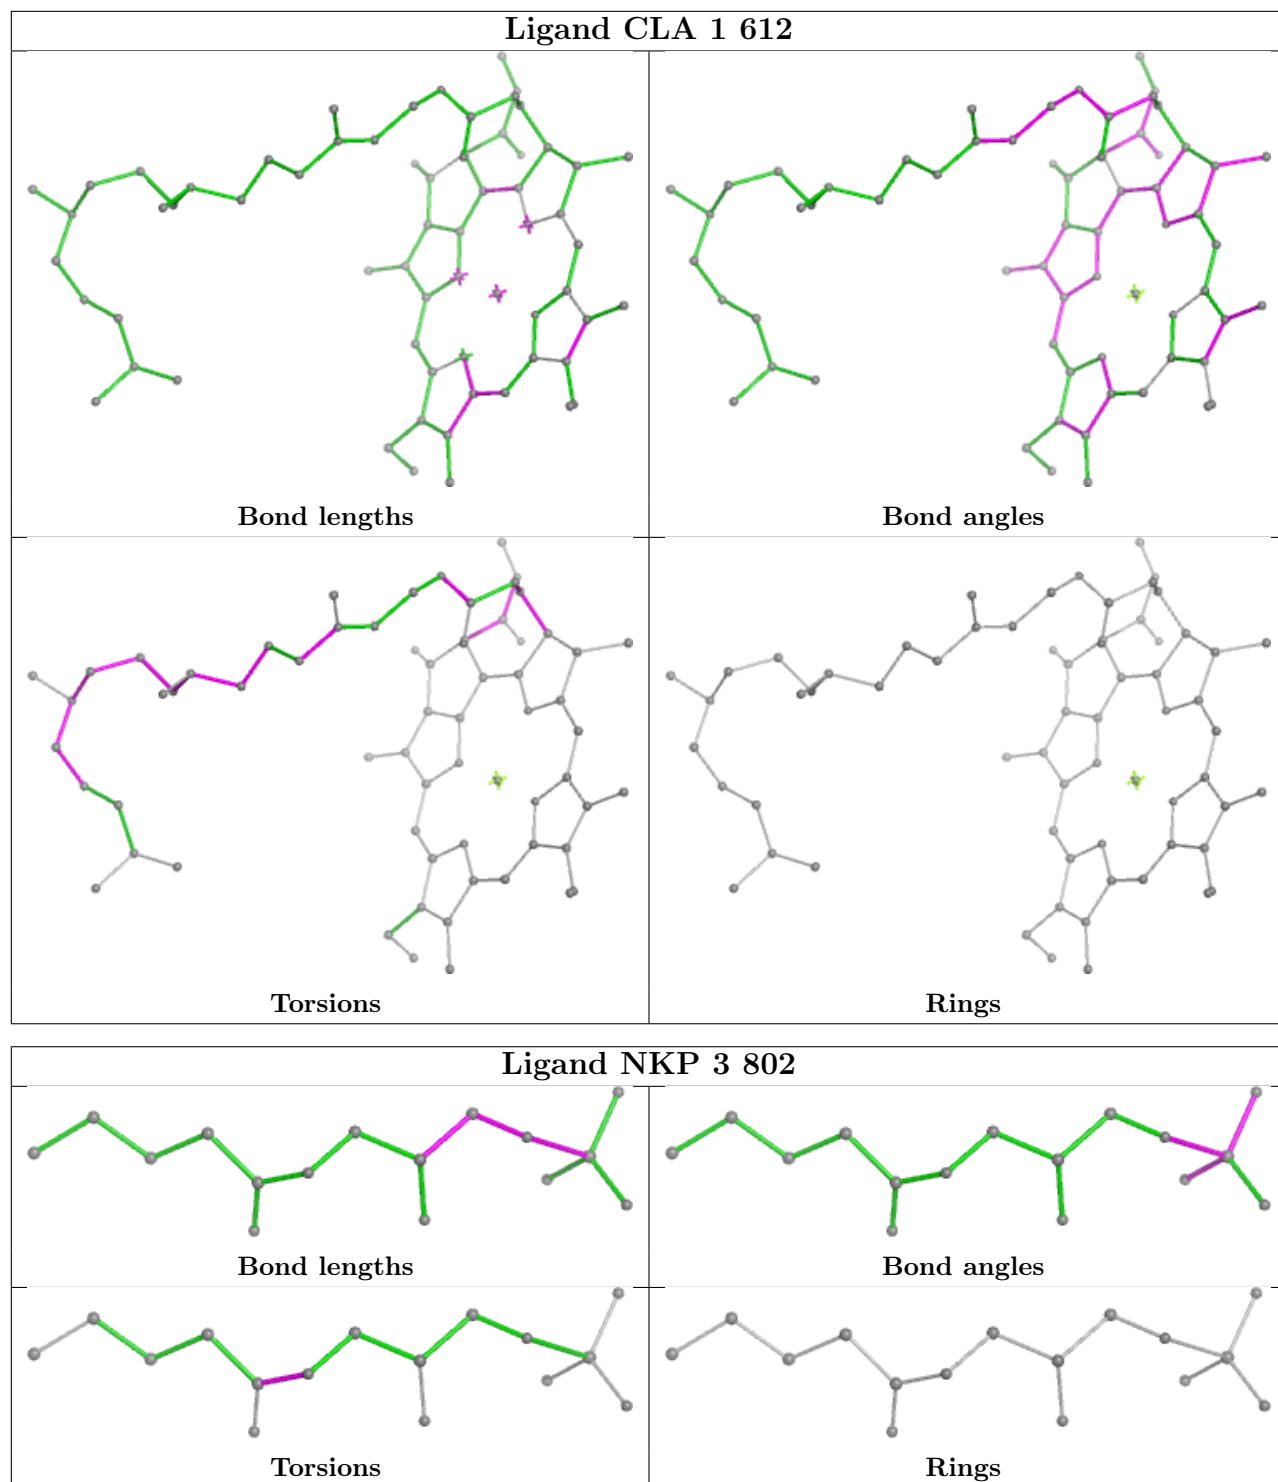 Ligand CLA 1 612
Bond lengths
Bond angles
Torsions
Rings
Ligand NKP 3 802
Bond lengths
Bond angles
Torsions
Rings